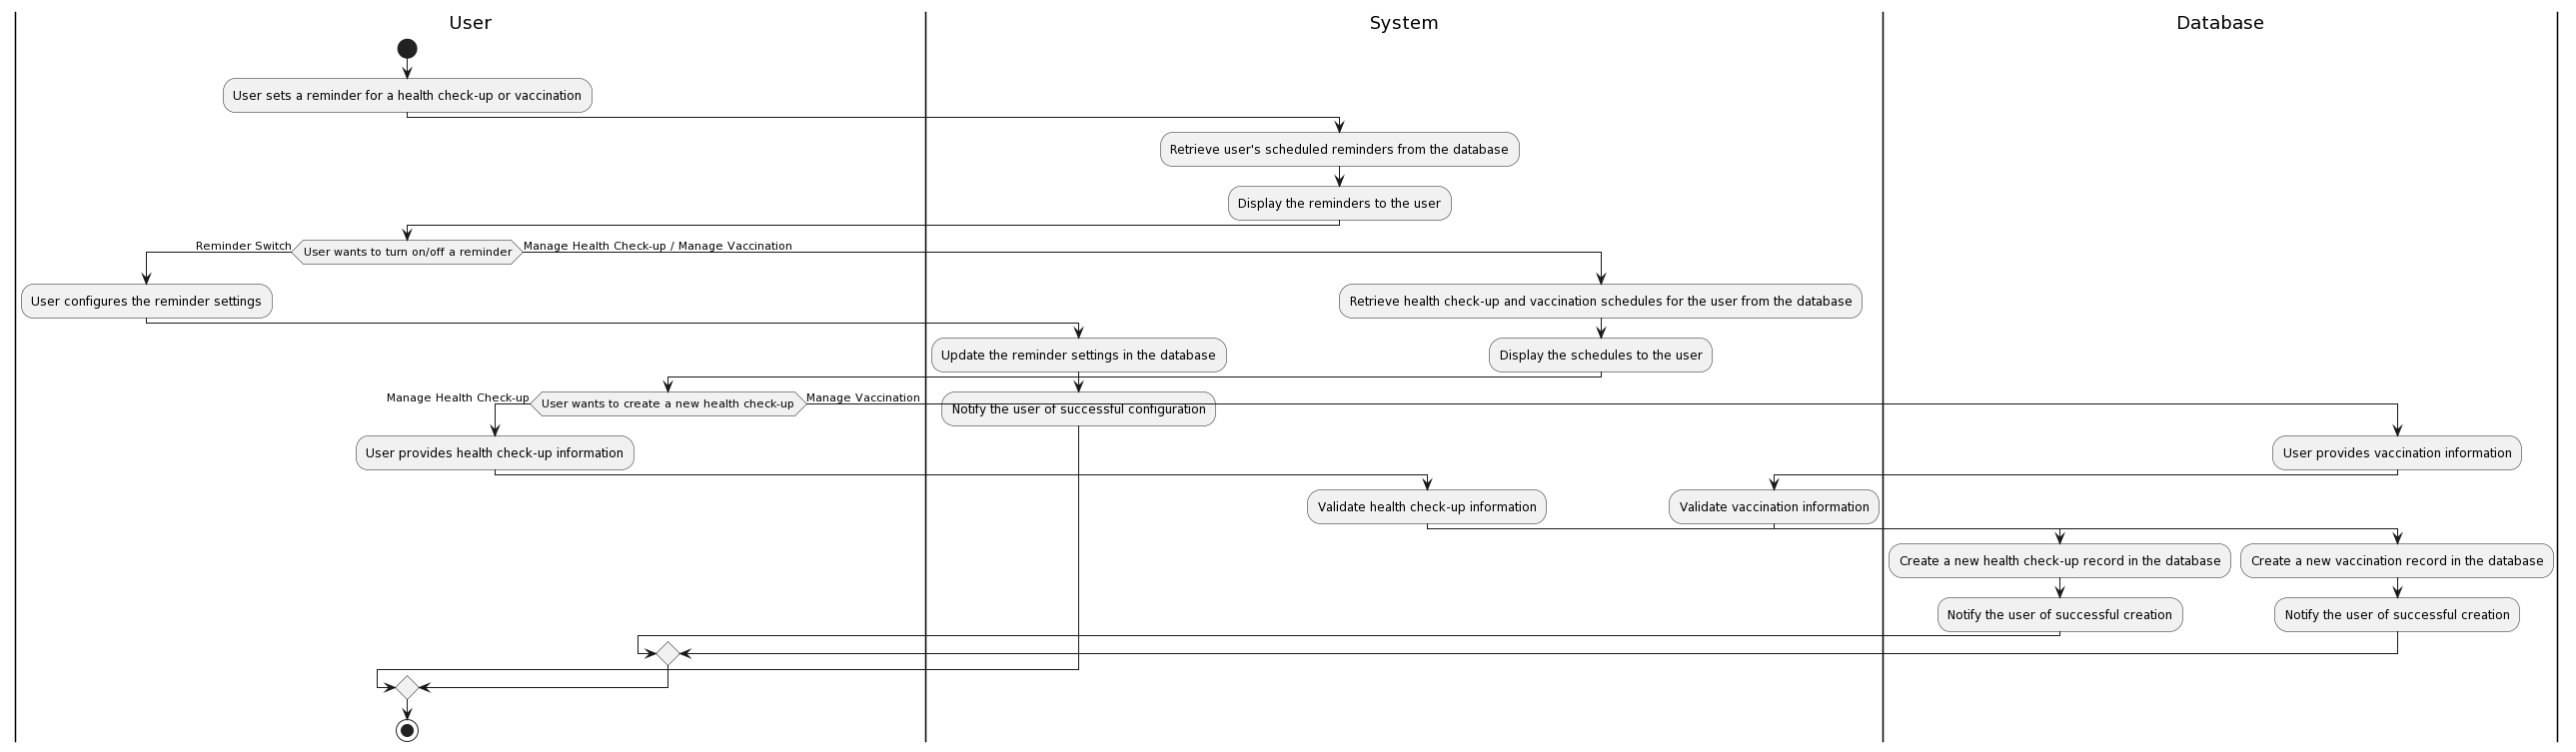 User
System
Database
User sets a reminder for a health check-up or vaccination
Retrieve user's scheduled reminders from the database
Display the reminders to the user
Reminder Switch
User wants to turn on/off a reminder
Manage Health Check-up / Manage Vaccination
User configures the reminder settings
Retrieve health check-up and vaccination schedules for the user from the database
Update the reminder settings in the database
Display the schedules to the user
Manage Health Check-up
User wants to create a new health check-up
Manage Vaccination
Notify the user of successful configuration
User provides health check-up information
User provides vaccination information
Validate health check-up information
Validate vaccination information
Create a new health check-up record in the database
Create a new vaccination record in the database
Notify the user of successful creation
Notify the user of successful creation